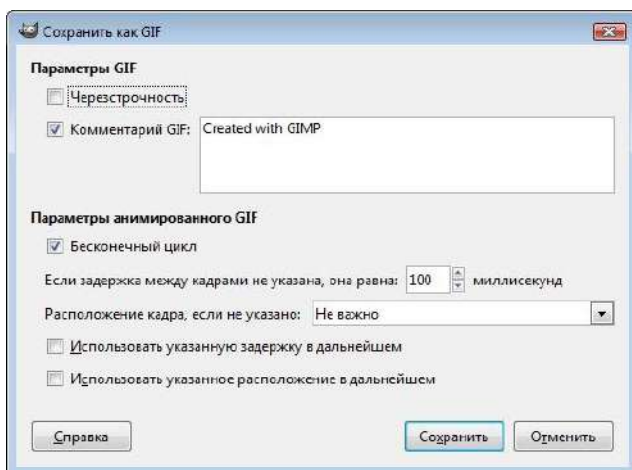 Сохранить как GIF
Параметры GIF
Черезстрочность
Комментарий GIF: Created with GIMP
Параметры анимированного GIF
Бесконечный цикл
Если задержка между кадрами не указана, она равна: 100 миллисекунд
Расположение кадра, если не указано: Не важно
Использовать указанную задержку в дальнейшем
Использовать указанное расположение в дальнейшем
Справка Сохранить Отменить